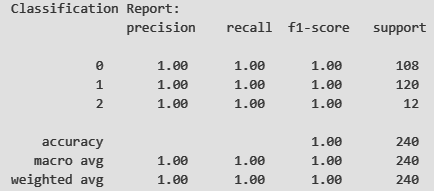 Classification Report:
precision recall f1-score support
0 1.00 1.00 1.00 108
1 1.00 1.00 1.00 120
2 1.00 1.00 1.00 12
accuracy 1.00 240
macro avg 1.00 1.00 1.00 240
weighted avg 1.00 1.00 1.00 240